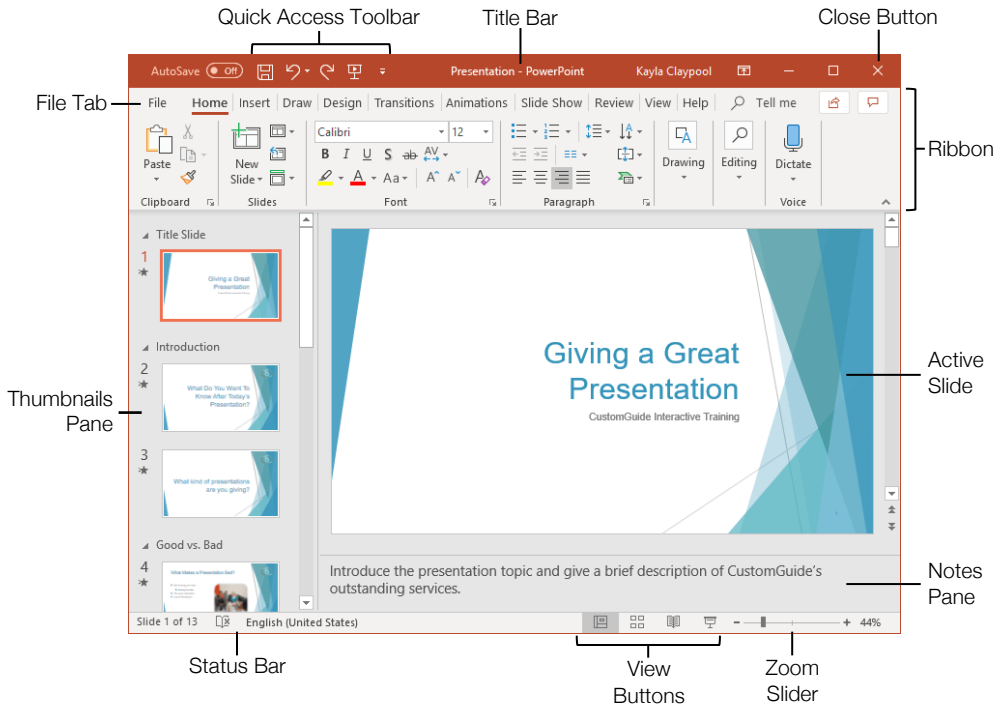 Quick Access Toolbar
Title Bar
Close Button
AutoSave Off
Presentation - PowerPoint
Kayla Claypool
File Tab
File Home Insert Draw Design Transitions Animations Slide Show Review View Help Tell me
Ribbon
Calibri 12
Paste
New
Slide
B I U S ab AV
A Aa A A A
Drawing
Editing
Dictate
Clipboard Slides Font Paragraph Voice
Title Slide
1
Giving a Great
Presentation
CustomGuide Interactive Training
Introduction
2
What Do You Want To
Know After Today's
Presentation?
3
What kind of presentations
are you giving?
Good vs. Bad
4
What Makes a Presentation Bad?
Thumbnails
Pane
Giving a Great
Presentation
CustomGuide Interactive Training
Active
Slide
Introduce the presentation topic and give a brief description of CustomGuide's
outstanding services.
Notes
Pane
Slide 1 of 13 English (United States)
- + 44%
Status Bar
View
Buttons
Zoom
Slider